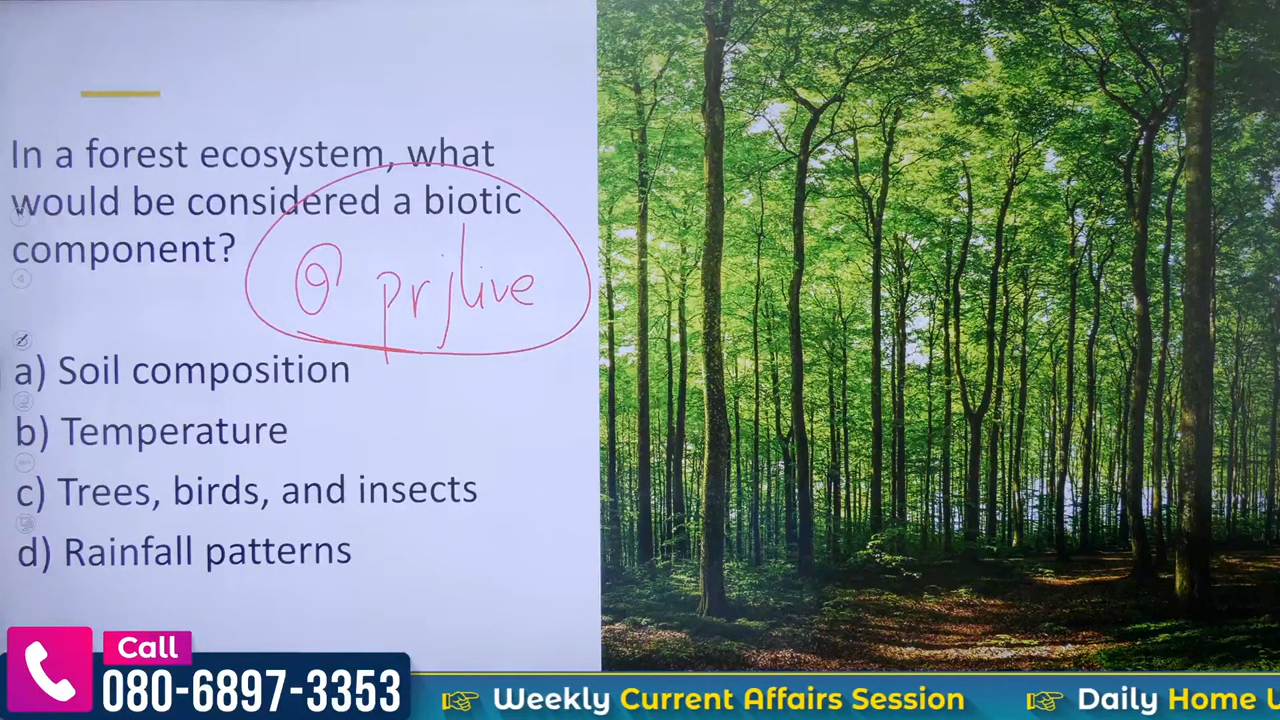 In a forest ecosystem, what
would be considered a biotic
component?
live
a) Soil composition
b) Temperature
c) Trees, birds, and insects
d) Rainfall patterns
Call
080-6897-3353
Weekly Current Affairs Session
Daily Home U